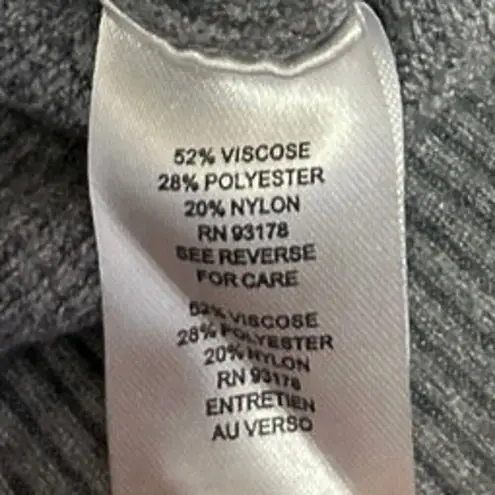 52% VISCOSE
28% POLYESTER
20% NYLON
RN 93178
SEE REVERSE
FOR CARE
52% VISCOSE
28% POLYESTER
20% NYLON
RN 93178
ENTRETIEN
AU VERSO